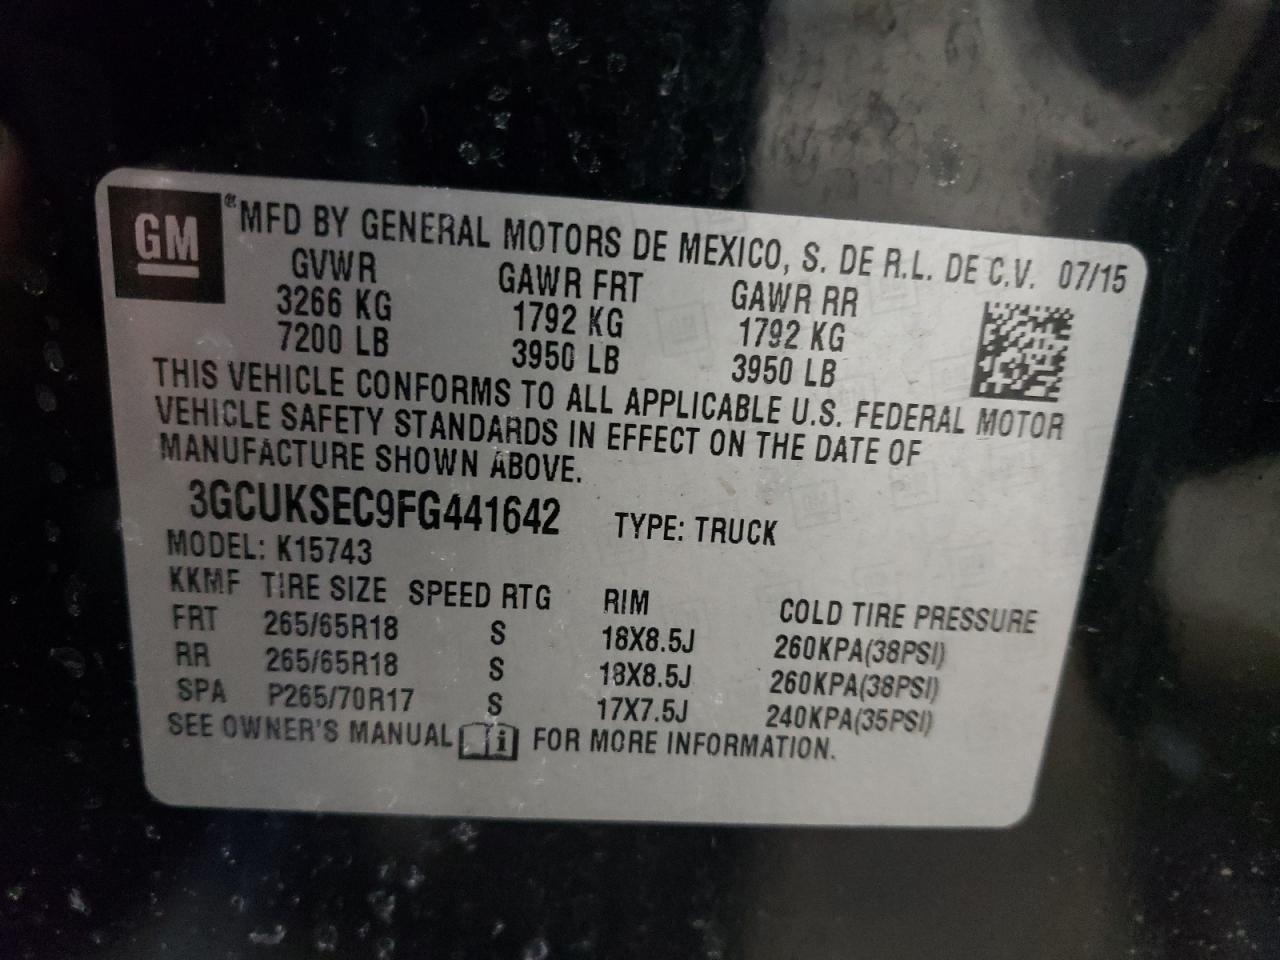 GM
®MFD BY GENERAL MOTORS DE MEXICO, S. DE R.L. DE C.V. 07/15
GVWR GAWR FRT GAWR RR
3266 KG 1792 KG 1792 KG
7200 LB 3950 LB 3950 LB
THIS VEHICLE CONFORMS TO ALL APPLICABLE U.S. FEDERAL MOTOR
VEHICLE SAFETY STANDARDS IN EFFECT ON THE DATE OF
MANUFACTURE SHOWN ABOVE.
3GCUKSEC9FG441642 TYPE: TRUCK
MODEL: K15743
KKMF TIRE SIZE SPEED RTG RIM COLD TIRE PRESSURE
FRT 265/65R18 S 18X8.5J 260KPA(38PSI)
RR 265/65R18 S 18X8.5J 260KPA(38PSI)
SPA P265/70R17 S 17X7.5J 240KPA(35PSI)
SEE OWNER'S MANUAL i FOR MORE INFORMATION.